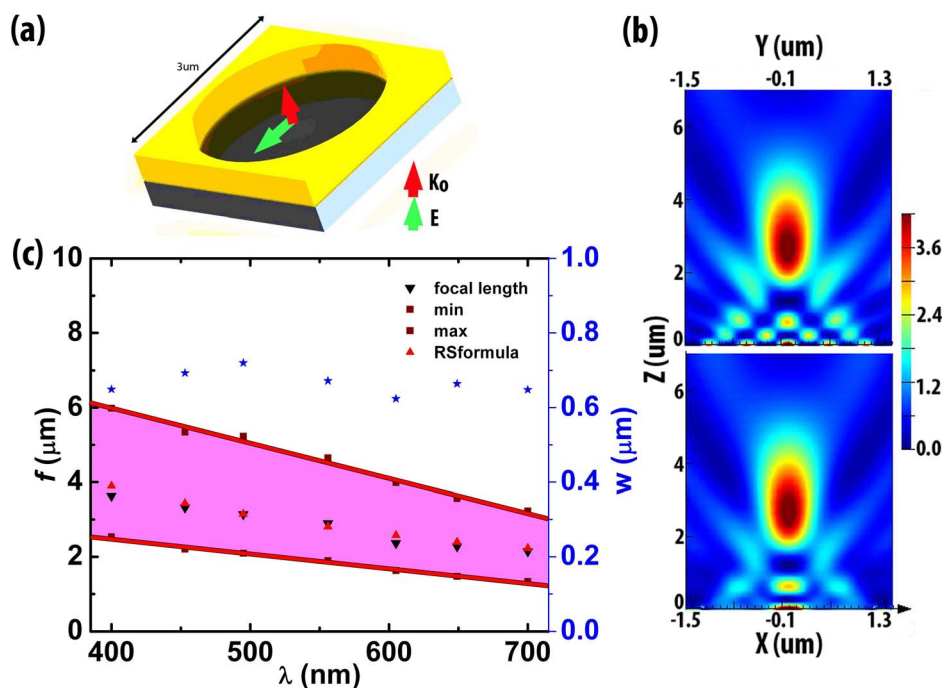 (a)
3um
Ko
E
(b)
Y (um)
-1.5 -0.1 1.3
6
4
2
0
Z (um)
6
4
2
0
-1.5 -0.1 1.3
X (um)
3.6
2.4
1.2
0.0
(c)
10
8
6
4
2
0
f (μm)
focal length
min
max
RSformula
1.0
0.8
0.6
0.4
0.2
0.0
w (μm)
400 500 600 700
λ (nm)